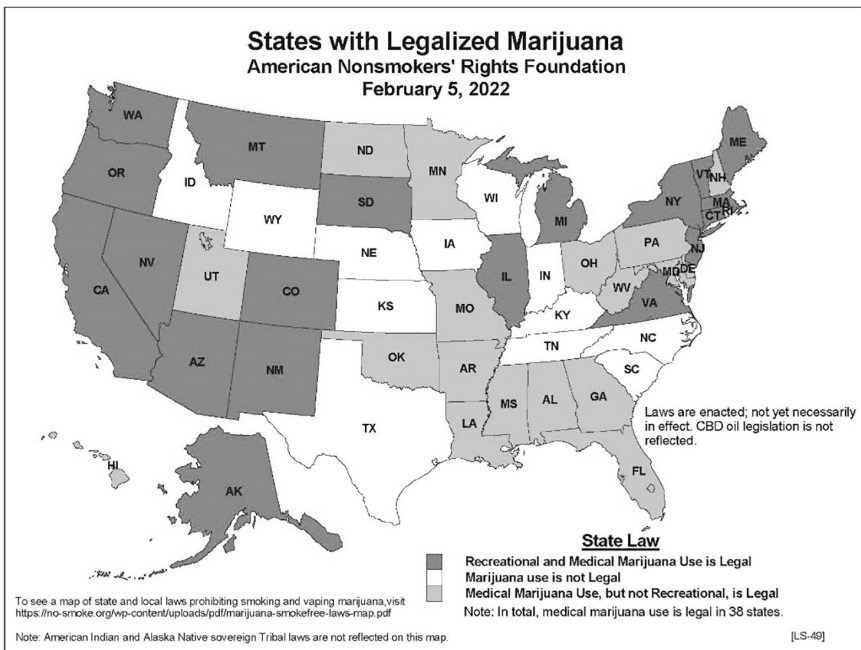 States with Legalized Marijuana
American Nonsmokers' Rights Foundation
February 5, 2022
WA
OR
CA
NV
ID
MT
WY
UT
AZ
CO
NM
ND
SD
NE
KS
OK
TX
MN
IA
MO
AR
LA
WI
IL
MI
IN
OH
KY
TN
MS
AL
GA
FL
SC
NC
VA
WV
PA
NY
VT
NH
ME
MA
RI
CT
NJ
DE
MD
HI
AK
Laws are enacted; not yet necessarily
in effect. CBD oil legislation is not
reflected.
State Law
Recreational and Medical Marijuana Use is Legal
Marijuana use is not Legal
Medical Marijuana Use, but not Recreational, is Legal
Note: In total, medical marijuana use is legal in 38 states.
To see a map of state and local laws prohibiting smoking and vaping marijuana,visit
https://no-smoke.org/wp-content/uploads/pdf/marijuana-smokefree-laws-map.pdf
Note: American Indian and Alaska Native sovereign Tribal laws are not reflected on this map.
[LS-49]